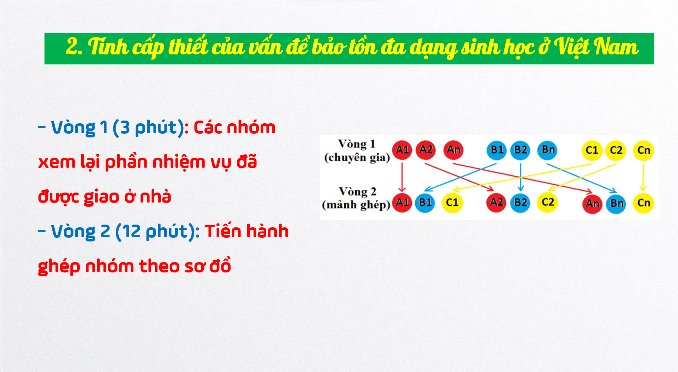 2. Tính cấp thiết của vấn đề bảo tồn đa dạng sinh học ở Việt Nam
- Vòng 1 (3 phút): Các nhóm
xem lại phần nhiệm vụ đã
được giao ở nhà
- Vòng 2 (12 phút): Tiến hành
ghép nhóm theo sơ đồ
Vòng 1
(chuyên gia)
A1 A2 An B1 B2 Bn C1 C2 Cn
Vòng 2
(mảnh ghép)
A1 B1 C1 A2 B2 C2 An Bn Cn